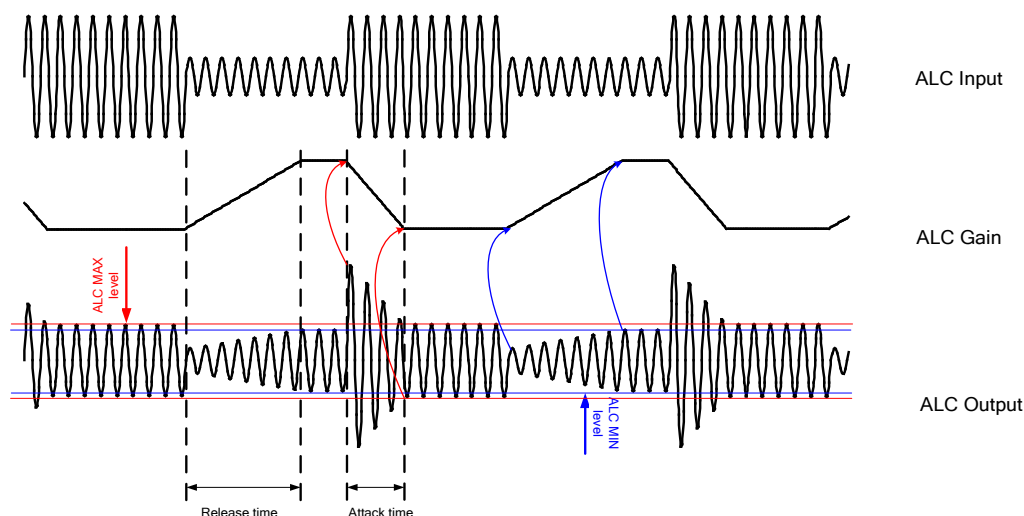 ALC Input
ALC Gain
ALC MAX
level
ALC Output
ALC MIN
level
Release time
Attack time